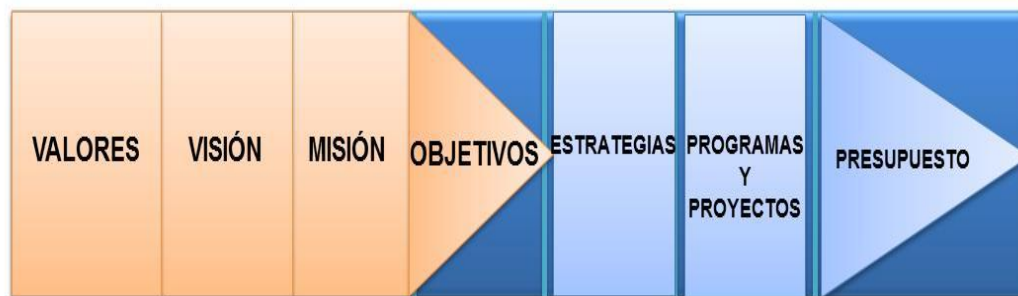 VALORES
VISIÓN
MISIÓN
OBJETIVOS
ESTRATEGIAS
PROGRAMAS
Y
PROYECTOS
PRESUPUESTO